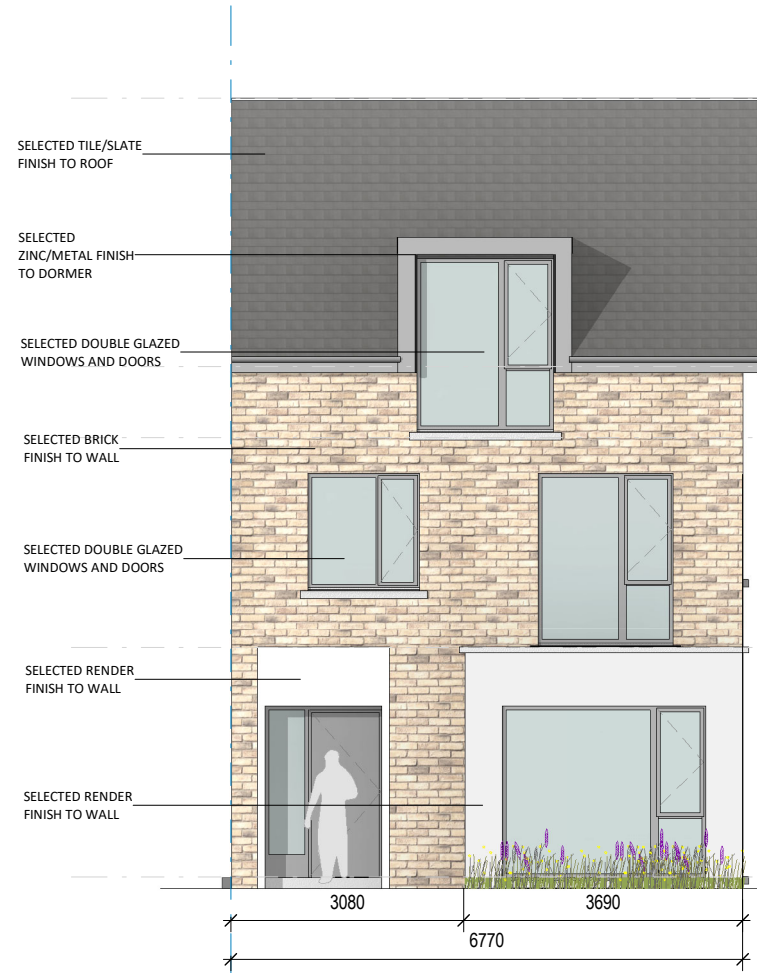 SELECTED TILE/SLATE
FINISH TO ROOF
SELECTED
ZINC/METAL FINISH
TO DORMER
SELECTED DOUBLE GLAZED
WINDOWS AND DOORS
SELECTED BRICK
FINISH TO WALL
SELECTED DOUBLE GLAZED
WINDOWS AND DOORS
SELECTED RENDER
FINISH TO WALL
SELECTED RENDER
FINISH TO WALL
3080
3690
6770